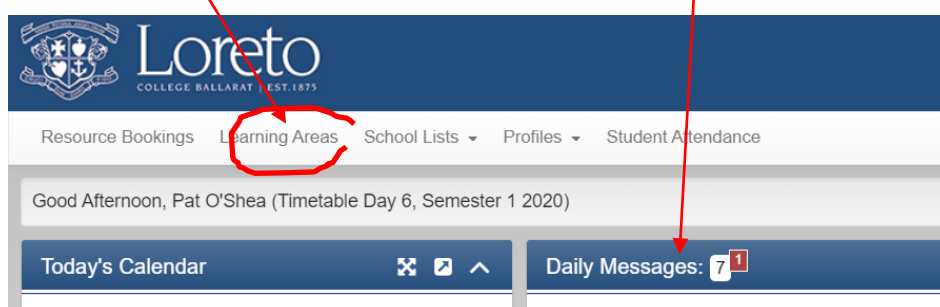 Loreto
COLLEGE BALLARAT | EST. 1875
Resource Bookings Learning Areas School Lists Profiles Student Attendance
Good Afternoon, Pat O'Shea (Timetable Day 6, Semester 1 2020)
Today's Calendar Daily Messages: 7 1